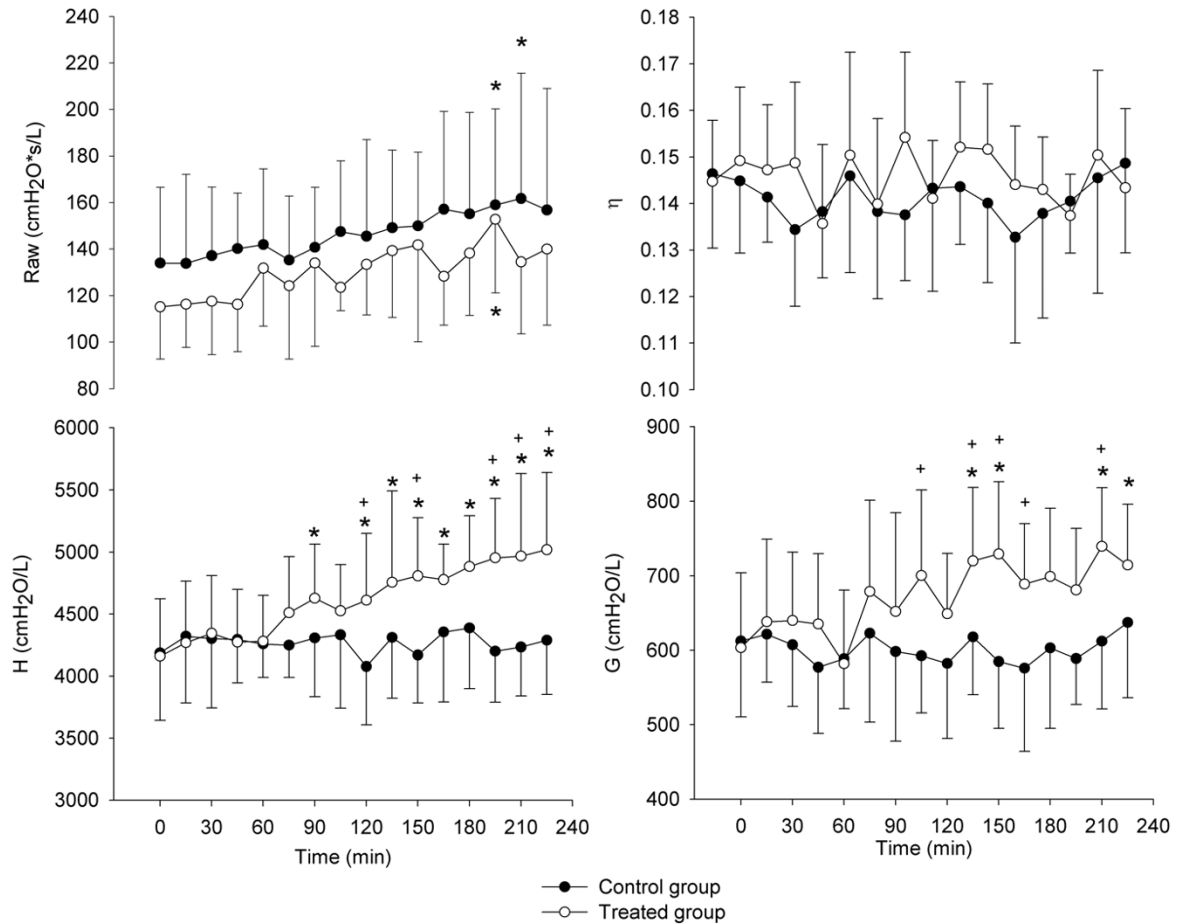 240
220
200
180
160
140
120
100
80
Raw (cmH2O*s/L)
* *
*
0.18
0.17
0.16
0.15
0.14
0.13
0.12
0.11
0.10
η
6000
5500
5000
4500
4000
3500
3000
H (cmH2O/L)
+ + + + +
* * * * * * * * *
0 30 60 90 120 150 180 210 240
Time (min)
900
800
700
600
500
400
G (cmH2O/L)
+ + + + +
* * * *
0 30 60 90 120 150 180 210 240
Time (min)
Control group
Treated group